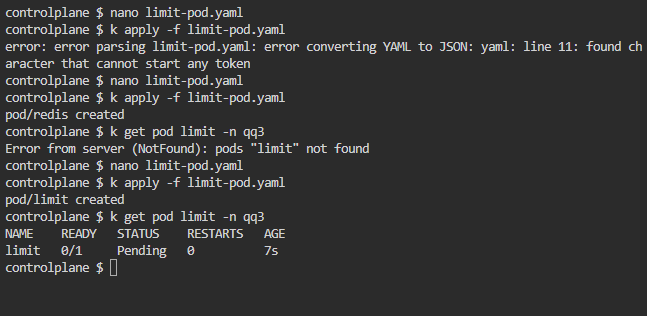 controlplane $ nano limit-pod.yaml
controlplane $ k apply -f limit-pod.yaml
error: error parsing limit-pod.yaml: error converting YAML to JSON: yaml: line 11: found ch
aracter that cannot start any token
controlplane $ nano limit-pod.yaml
controlplane $ k apply -f limit-pod.yaml
pod/redis created
controlplane $ k get pod limit -n qq3
Error from server (NotFound): pods "limit" not found
controlplane $ nano limit-pod.yaml
controlplane $ k apply -f limit-pod.yaml
pod/limit created
controlplane $ k get pod limit -n qq3
NAME    READY   STATUS    RESTARTS   AGE
limit   0/1     Pending   0          7s
controlplane $